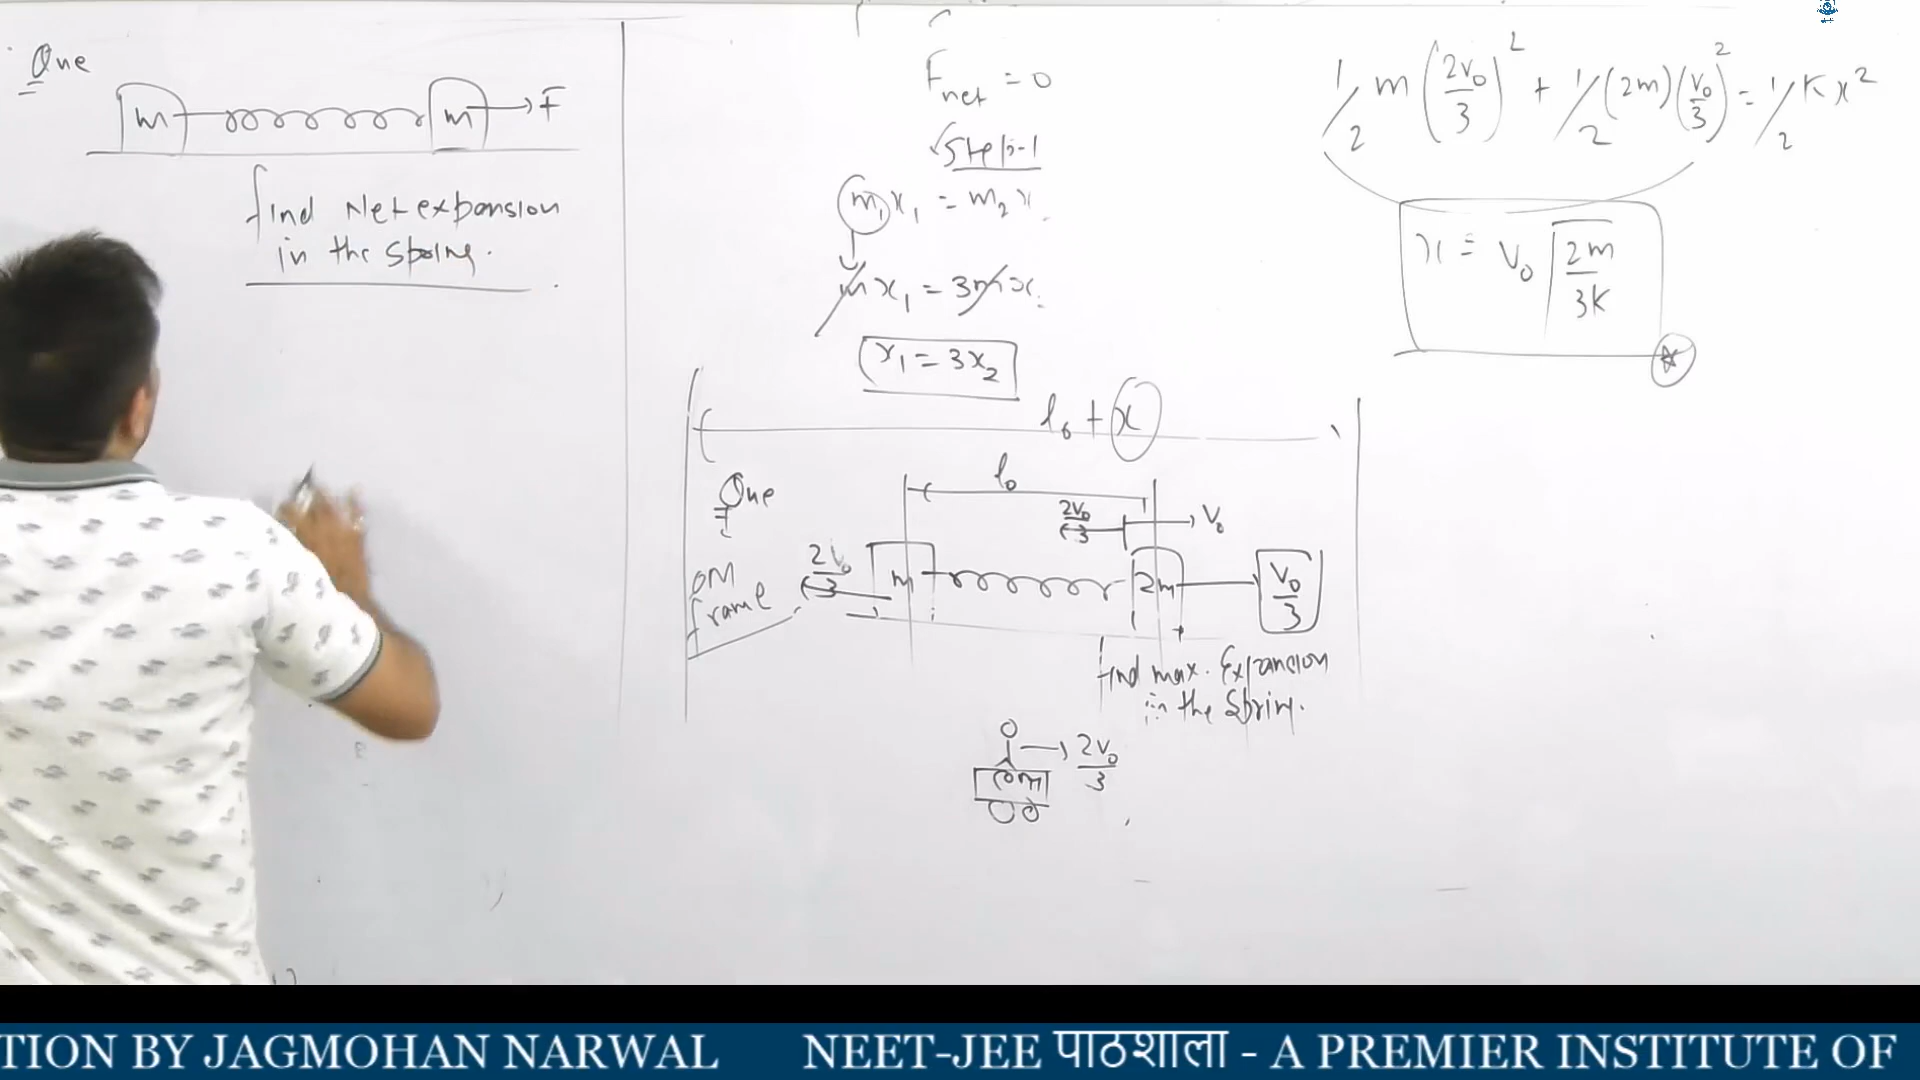 Que
m m → F
find Net expansion
in the spring.
Fnet = 0
Step-1
m₁x₁ = m₂x
mx₁ = 3mx
x₁ = 3x₂
l₀ + x
l₀
Que
2v₀/3 → V₀
2v₀/3 m 2m V₀/3
frame
find max. Expansion
in the spring.
→ 2v₀/3
com
1/2 m (2v₀/3)² + 1/2 (2m) (v₀/3)² = 1/2 K x²
x = V₀ √(2m/3K)
TION BY JAGMOHAN NARWAL NEET-JEE पाठशाला - A PREMIER INSTITUTE OF